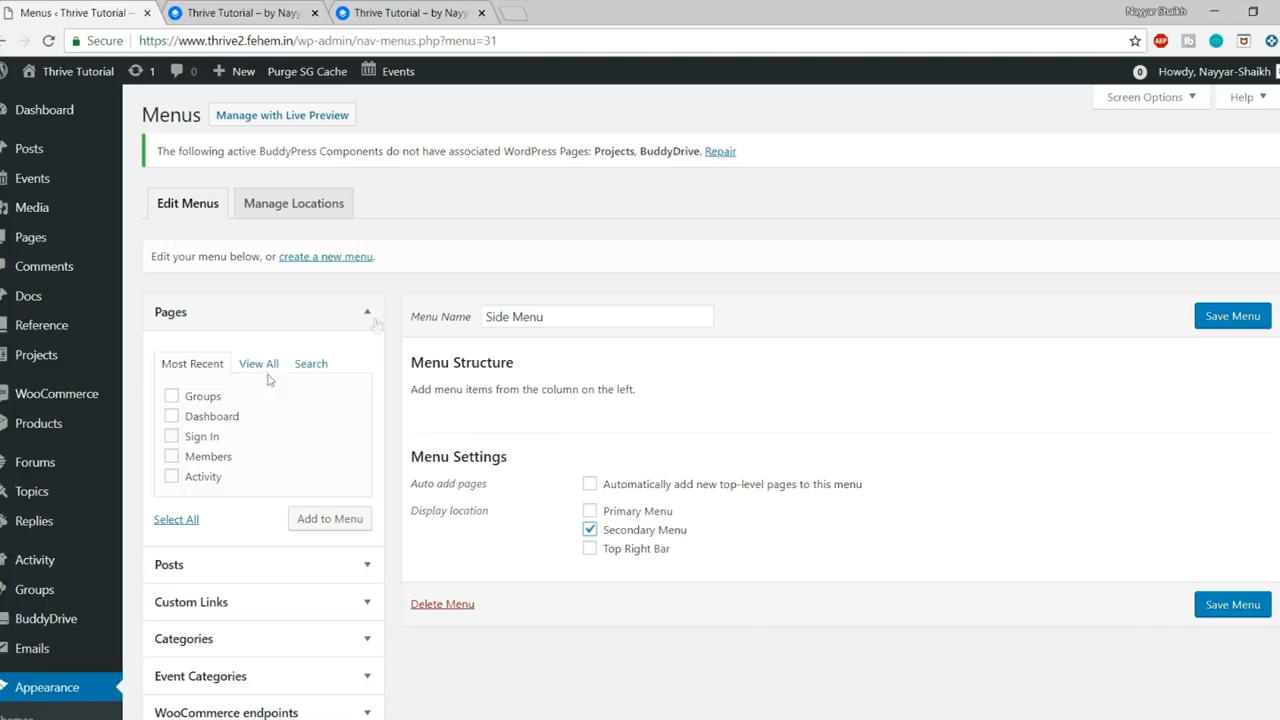 Menus ‹ Thrive Tutorial –
Thrive Tutorial – by Nayy
Thrive Tutorial – by Nayy
Nayyar Shaikh
Secure
https://www.thrive2.fehem.in/wp-admin/nav-menus.php?menu=31
ABP
Thrive Tutorial
1
0
New
Purge SG Cache
Events
0
Howdy, Nayyar-Shaikh
Dashboard
Posts
Events
Media
Pages
Comments
Docs
Reference
Projects
WooCommerce
Products
Forums
Topics
Replies
Activity
Groups
BuddyDrive
Emails
Appearance
Screen Options
Help
Menus
Manage with Live Preview
The following active BuddyPress Components do not have associated WordPress Pages: Projects, BuddyDrive. Repair
Edit Menus
Manage Locations
Edit your menu below, or create a new menu.
Pages
Most Recent
View All
Search
Groups
Dashboard
Sign In
Members
Activity
Select All
Add to Menu
Posts
Custom Links
Categories
Event Categories
WooCommerce endpoints
Menu Name
Side Menu
Save Menu
Menu Structure
Add menu items from the column on the left.
Menu Settings
Auto add pages
Automatically add new top-level pages to this menu
Display location
Primary Menu
Secondary Menu
Top Right Bar
Delete Menu
Save Menu